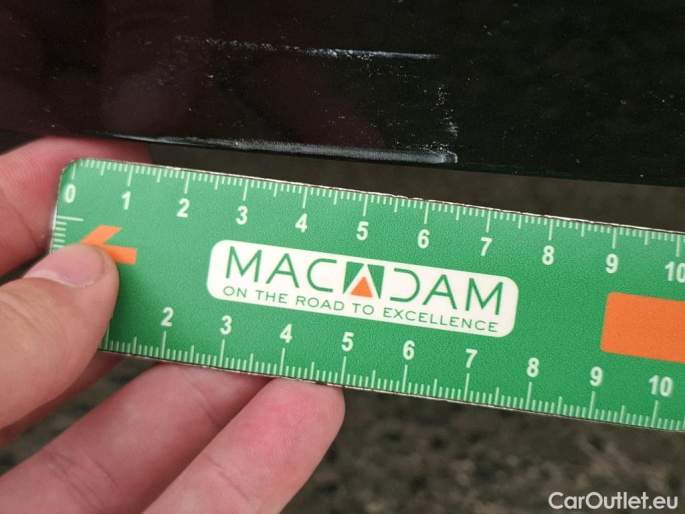 0 1 2 3 4 5 6 7 8 9 10
MACADAM
ON THE ROAD TO EXCELLENCE
2 3 4 5 6 7 8 9 10
CarOutlet.eu